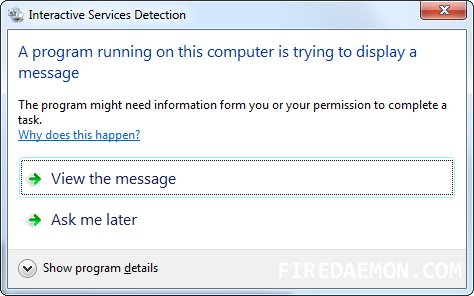 Interactive Services Detection
A program running on this computer is trying to display a
message
The program might need information form you or your permission to complete a
task.
Why does this happen?
View the message
Ask me later
Show program details
FIREDAEMON.COM